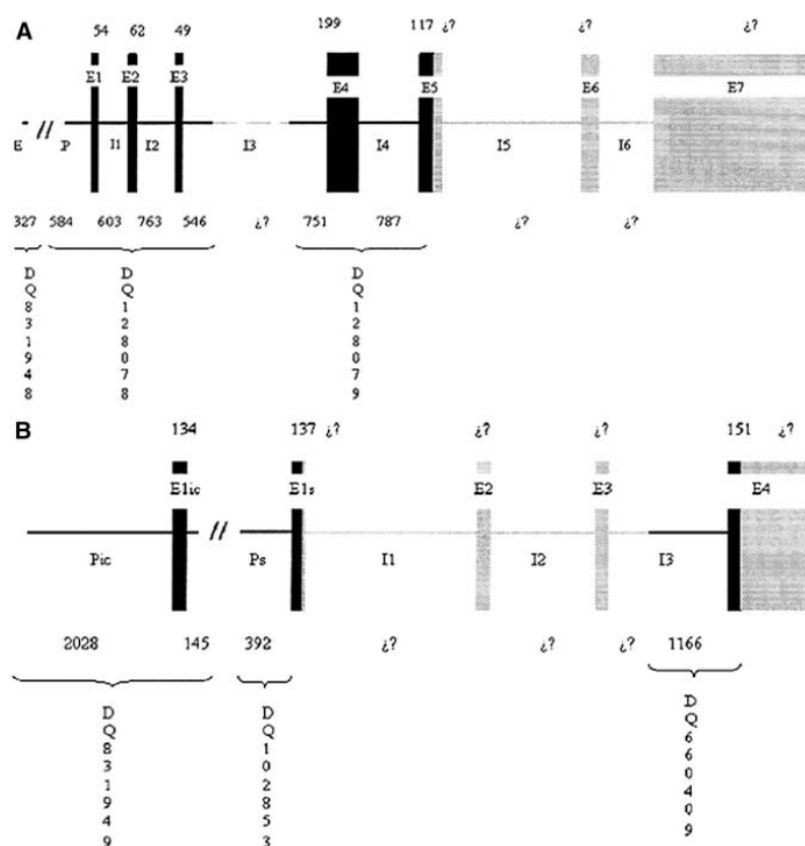 A
54 62 49 199 117 ¿? ¿? ¿?
E1 E2 E3 E4 E5 E6 E7
E // P I1 I2 I3 I4 I5 I6
327 584 603 763 546 ¿? 751 787 ¿? ¿?
DQ831948 DQ128078 DQ128079
B
134 137 ¿? ¿? ¿? 151 ¿?
E1ic E1s E2 E3 E4
//
Pic Ps I1 I2 I3
2028 145 392 ¿? ¿? ¿? 1166
DQ831949 DQ102853 DQ660409